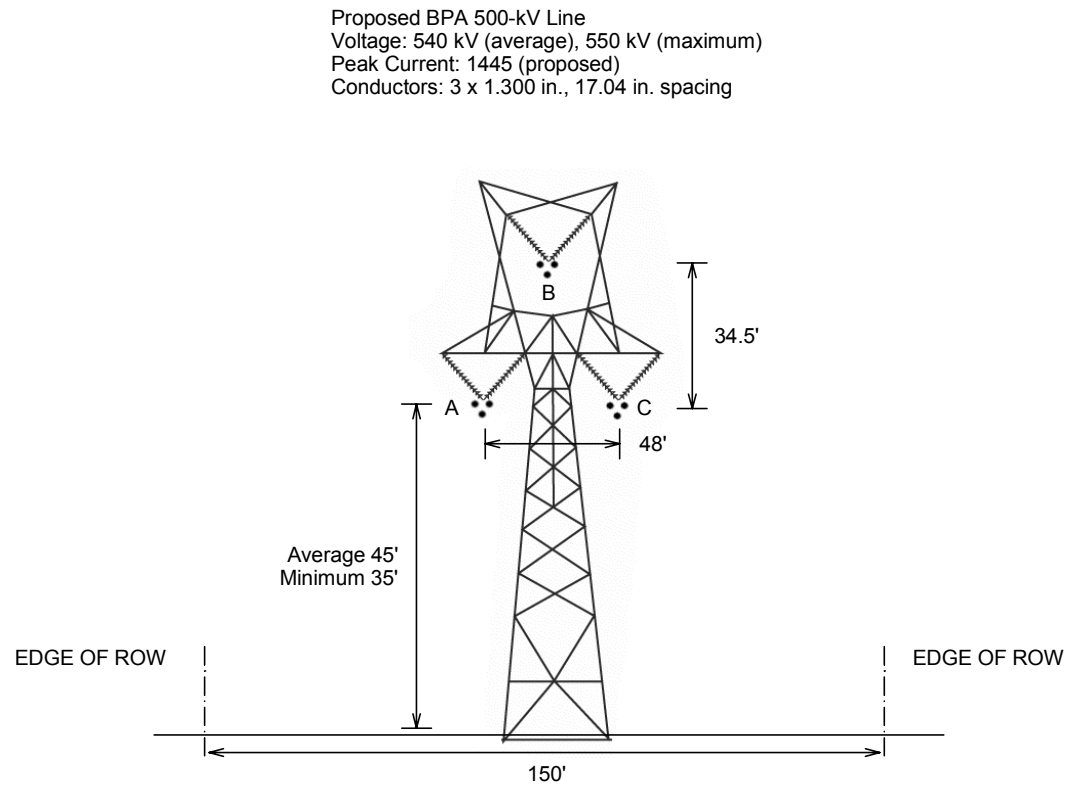 Proposed BPA 500-kV Line
Voltage: 540 kV (average), 550 kV (maximum)
Peak Current: 1445 (proposed)
Conductors: 3 x 1.300 in., 17.04 in. spacing
B
34.5'
A
C
48'
Average 45'
Minimum 35'
EDGE OF ROW
EDGE OF ROW
150'